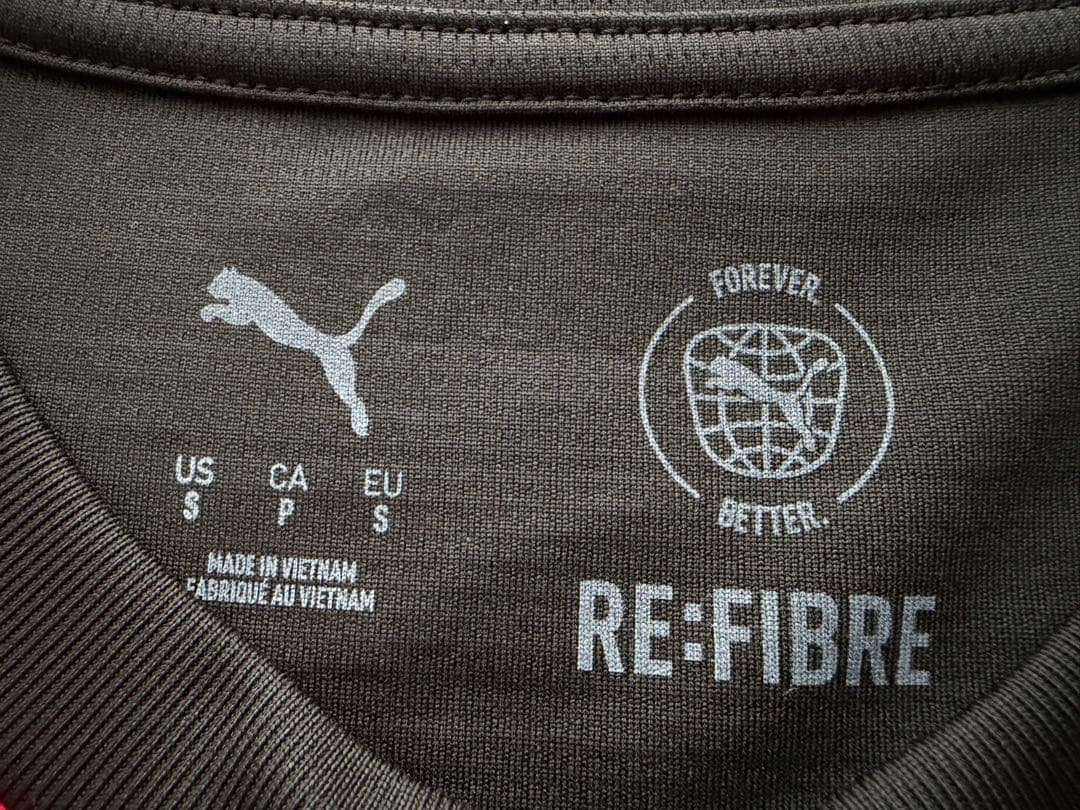 US CA EU
S P S
MADE IN VIETNAM
FABRIQUÉ AU VIETNAM
FOREVER.
BETTER.
RE:FIBRE